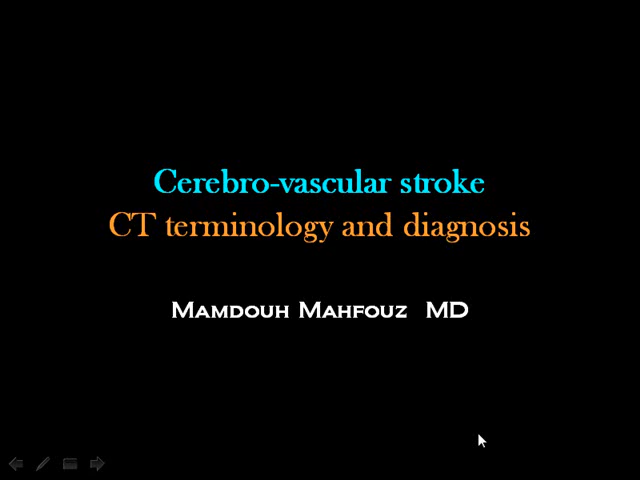 Cerebro-vascular stroke
CT terminology and diagnosis
Mamdouh Mahfouz MD